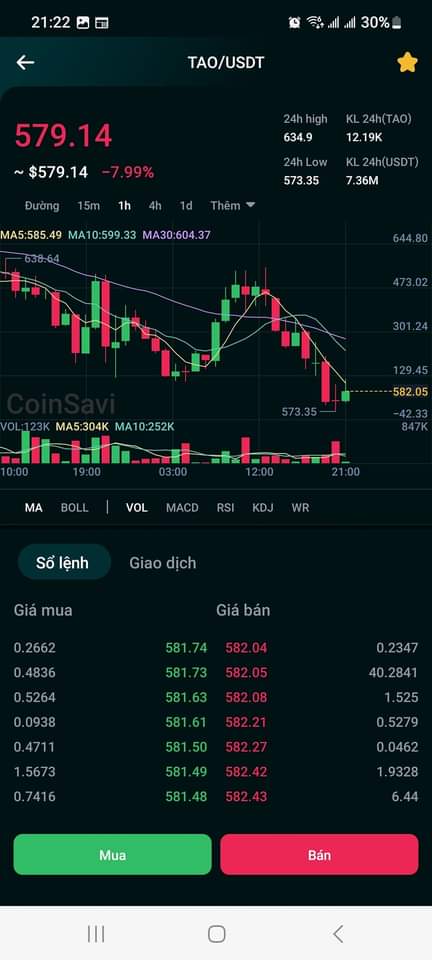 21:22 30%
TAO/USDT
579.14
~ $579.14 −7.99%
24h high KL 24h(TAO)
634.9 12.19K
24h Low KL 24h(USDT)
573.35 7.36M
Đường 15m 1h 4h 1d Thêm
MA5:585.49 MA10:599.33 MA30:604.37
644.80
638.64
473.02
301.24
129.45
582.05
CoinSavi
573.35
-42.33
VOL:123K MA5:304K MA10:252K 847K
10:00 19:00 03:00 12:00 21:00
MA BOLL VOL MACD RSI KDJ WR
Sổ lệnh Giao dịch
Giá mua Giá bán
0.2662 581.74 582.04 0.2347
0.4836 581.73 582.05 40.2841
0.5264 581.63 582.08 1.525
0.0938 581.61 582.21 0.5279
0.4711 581.50 582.27 0.0462
1.5673 581.49 582.42 1.9328
0.7416 581.48 582.43 6.44
Mua Bán